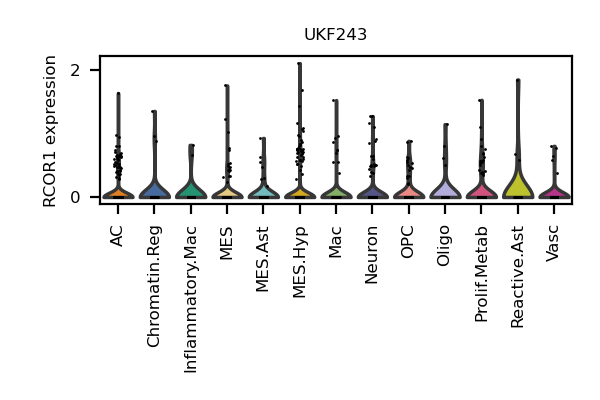 UKF243
RCOR1 expression
2
0
AC
Chromatin.Reg
Inflammatory.Mac
MES
MES.Ast
MES.Hyp
Mac
Neuron
OPC
Oligo
Prolif.Metab
Reactive.Ast
Vasc